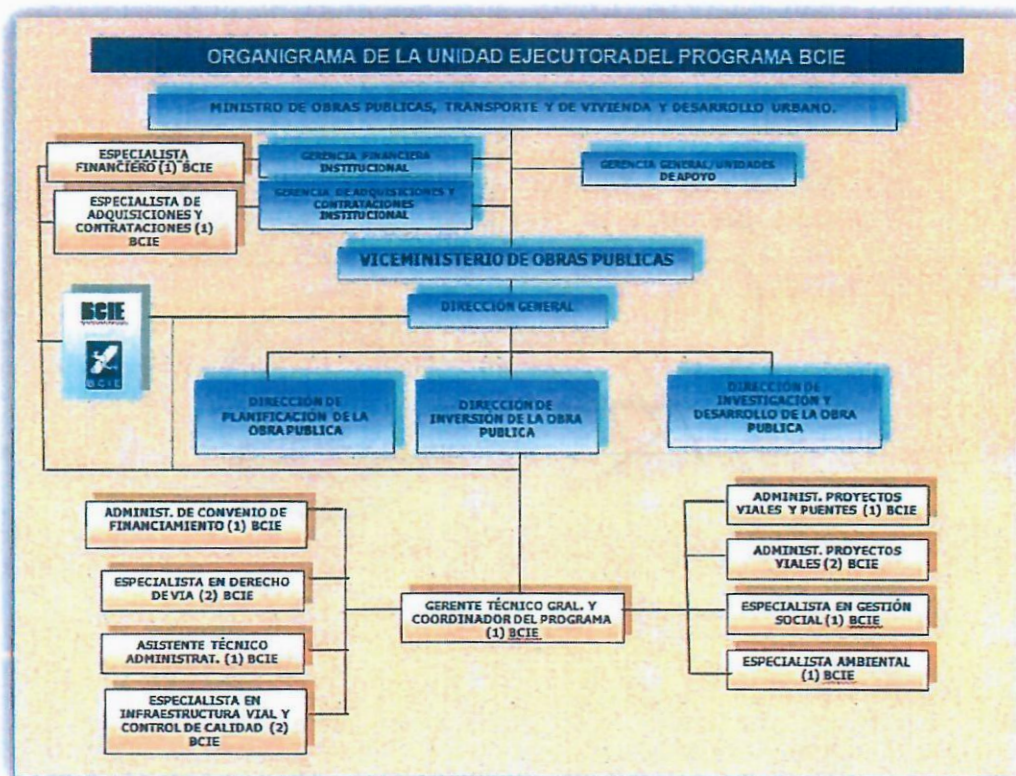 ORGANIGRAMA DE LA UNIDAD EJECUTORA DEL PROGRAMA BCIE
MINISTRO DE OBRAS PUBLICAS, TRANSPORTE Y DE VIVIENDA Y DESARROLLO URBANO.
ESPECIALISTA
FINANCIERO (1) BCIE
GERENCIA FINANCIERA
INSTITUCIONAL
GERENCIA GENERAL/UNIDADES
DE APOYO
ESPECIALISTA DE
ADQUISICIONES Y
CONTRATACIONES (1)
BCIE
GERENCIA DE ADQUISICIONES Y
CONTRATACIONES
INSTITUCIONAL
VICEMINISTERIO DE OBRAS PUBLICAS
BCIE
BCIE
DIRECCIÓN GENERAL
DIRECCIÓN DE
PLANIFICACIÓN DE LA
OBRA PUBLICA
DIRECCIÓN DE
INVERSIÓN DE LA OBRA
PUBLICA
DIRECCIÓN DE
INVESTIGACIÓN Y
DESARROLLO DE LA OBRA
PUBLICA
ADMINIST. DE CONVENIO DE
FINANCIAMIENTO (1) BCIE
ESPECIALISTA EN DERECHO
DE VIA (2) BCIE
ASISTENTE TÉCNICO
ADMINISTRAT. (1) BCIE
ESPECIALISTA EN
INFRAESTRUCTURA VIAL Y
CONTROL DE CALIDAD (2)
BCIE
GERENTE TÉCNICO GRAL. Y
COORDINADOR DEL PROGRAMA
(1) BCIE
ADMINIST. PROYECTOS
VIALES Y PUENTES (1) BCIE
ADMINIST. PROYECTOS
VIALES (2) BCIE
ESPECIALISTA EN GESTIÓN
SOCIAL (1) BCIE
ESPECIALISTA AMBIENTAL
(1) BCIE